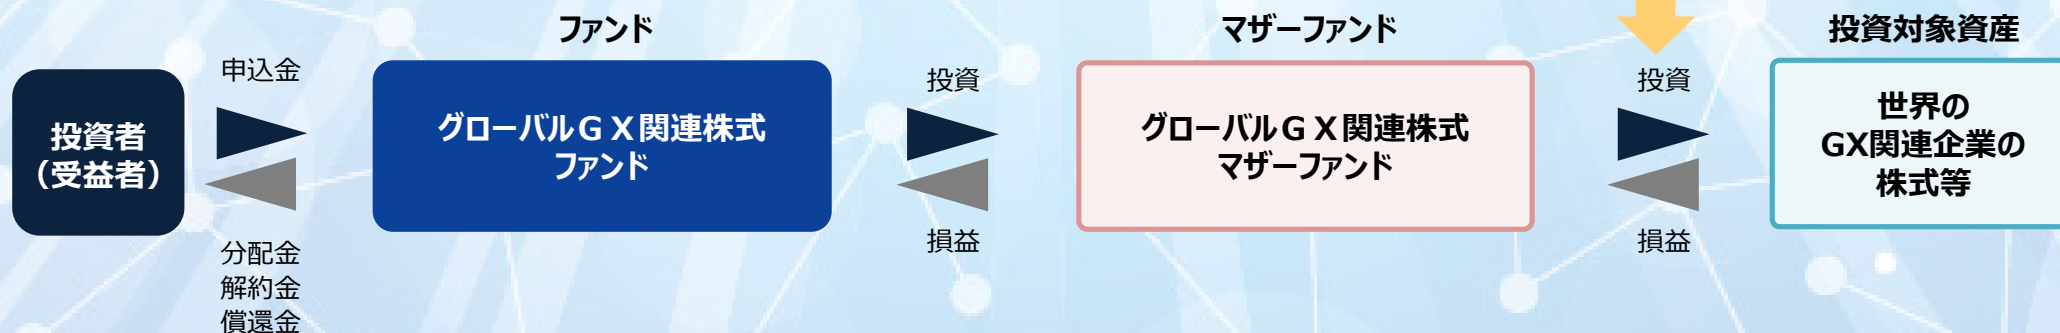 ファンド
マザーファンド
投資対象資産
申込金
投資
投資
投資者
（受益者）
グローバルＧＸ関連株式
ファンド
グローバルＧＸ関連株式
マザーファンド
世界の
GX関連企業の
株式等
分配金
解約金
償還金
損益
損益